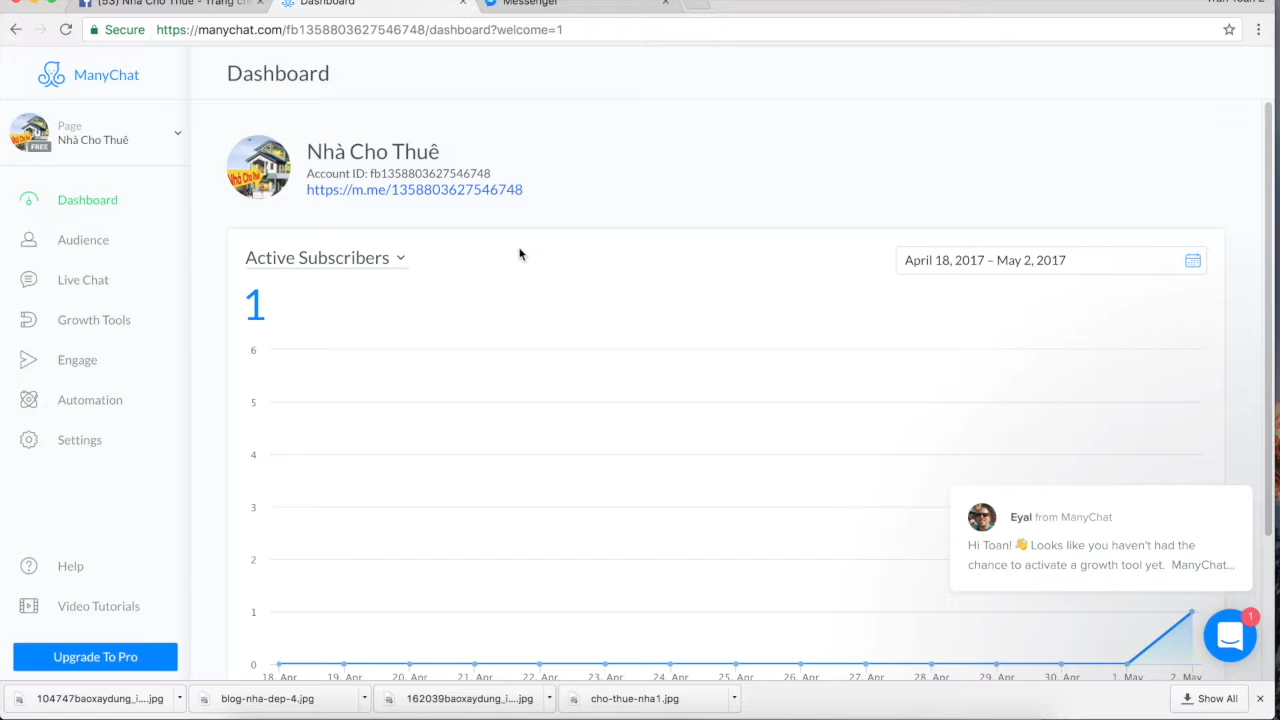 (53) Nhà Cho Thuê - Trang ch
Dashboard
Messenger
Secure https://manychat.com/fb1358803627546748/dashboard?welcome=1
ManyChat
Dashboard
Page
Nhà Cho Thuê
FREE
Nhà Cho Thuê
Account ID: fb1358803627546748
https://m.me/1358803627546748
Dashboard
Audience
Live Chat
Growth Tools
Engage
Automation
Settings
Help
Video Tutorials
Upgrade To Pro
Active Subscribers
April 18, 2017 – May 2, 2017
1
6
5
4
3
2
1
0
18. Apr 19. Apr 20. Apr 21. Apr 22. Apr 23. Apr 24. Apr 25. Apr 26. Apr 27. Apr 28. Apr 29. Apr 30. Apr 1. May 2. May
Eyal from ManyChat
Hi Toan! 👋 Looks like you haven't had the
chance to activate a growth tool yet. ManyChat...
1
104747baoxaydung_i....jpg
blog-nha-dep-4.jpg
162039baoxaydung_i....jpg
cho-thue-nha1.jpg
Show All